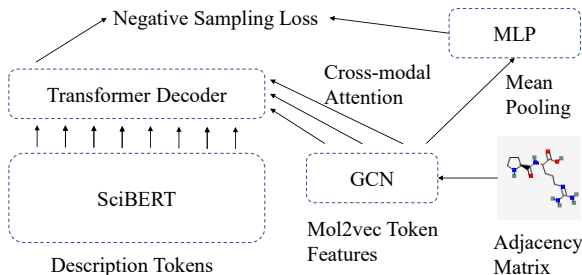 Negative Sampling Loss
MLP
Cross-modal
Attention
Mean
Pooling
Transformer Decoder
SciBERT
GCN
Mol2vec Token
Features
Adjacency
Matrix
Description Tokens